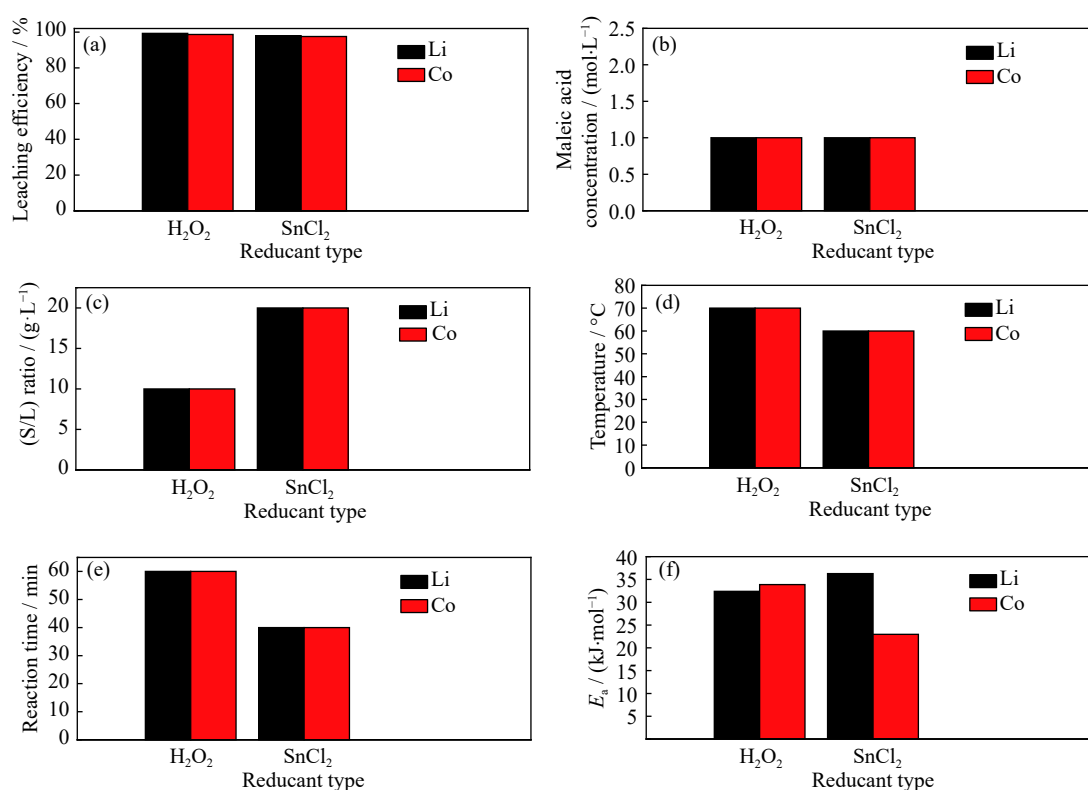 (a)
Leaching efficiency / %
100
80
60
40
20
0
Li
Co
H₂O₂
SnCl₂
Reducant type
(b)
Maleic acid
concentration / (mol·L⁻¹)
2.5
2.0
1.5
1.0
0.5
0.0
Li
Co
H₂O₂
SnCl₂
Reducant type
(c)
(S/L) ratio / (g·L⁻¹)
20
15
10
5
0
Li
Co
H₂O₂
SnCl₂
Reducant type
(d)
Temperature / °C
80
70
60
50
40
30
20
10
0
Li
Co
H₂O₂
SnCl₂
Reducant type
(e)
Reaction time / min
60
50
40
30
20
10
0
Li
Co
H₂O₂
SnCl₂
Reducant type
(f)
Eₐ / (kJ·mol⁻¹)
40
35
30
25
20
15
10
5
Li
Co
H₂O₂
SnCl₂
Reducant type